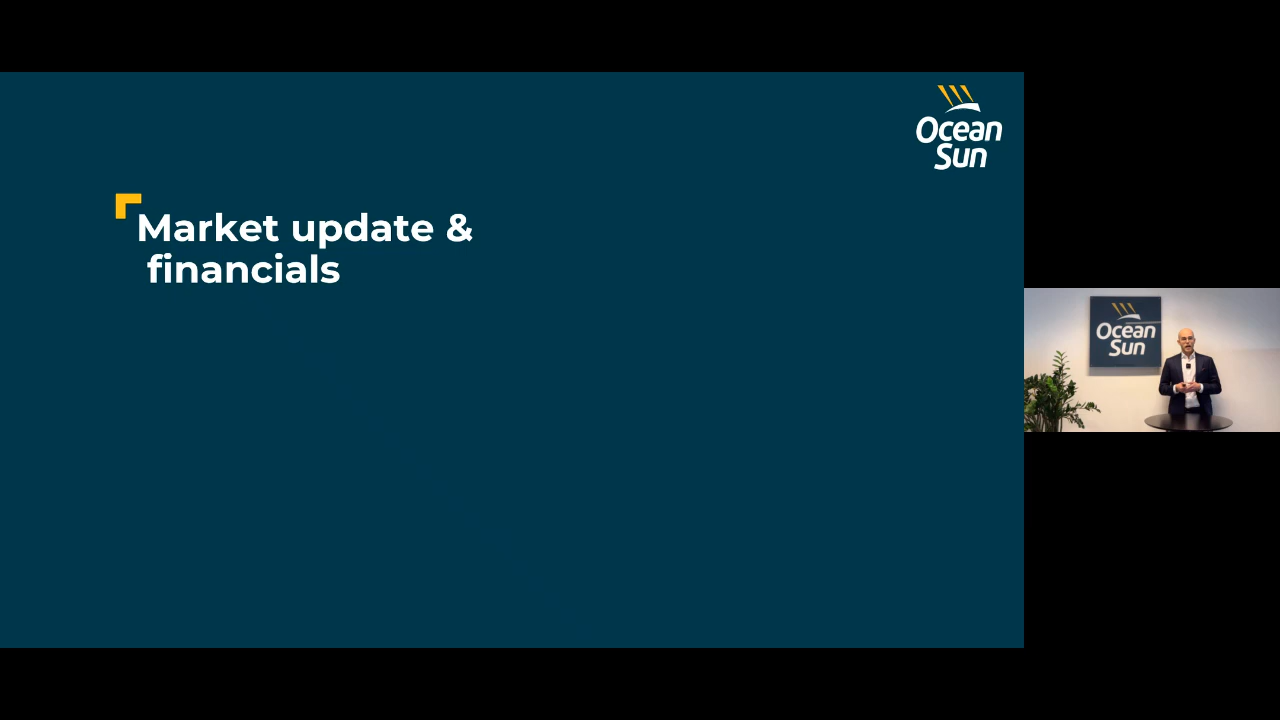 Ocean
Sun
Market update &
financials
Ocean
Sun